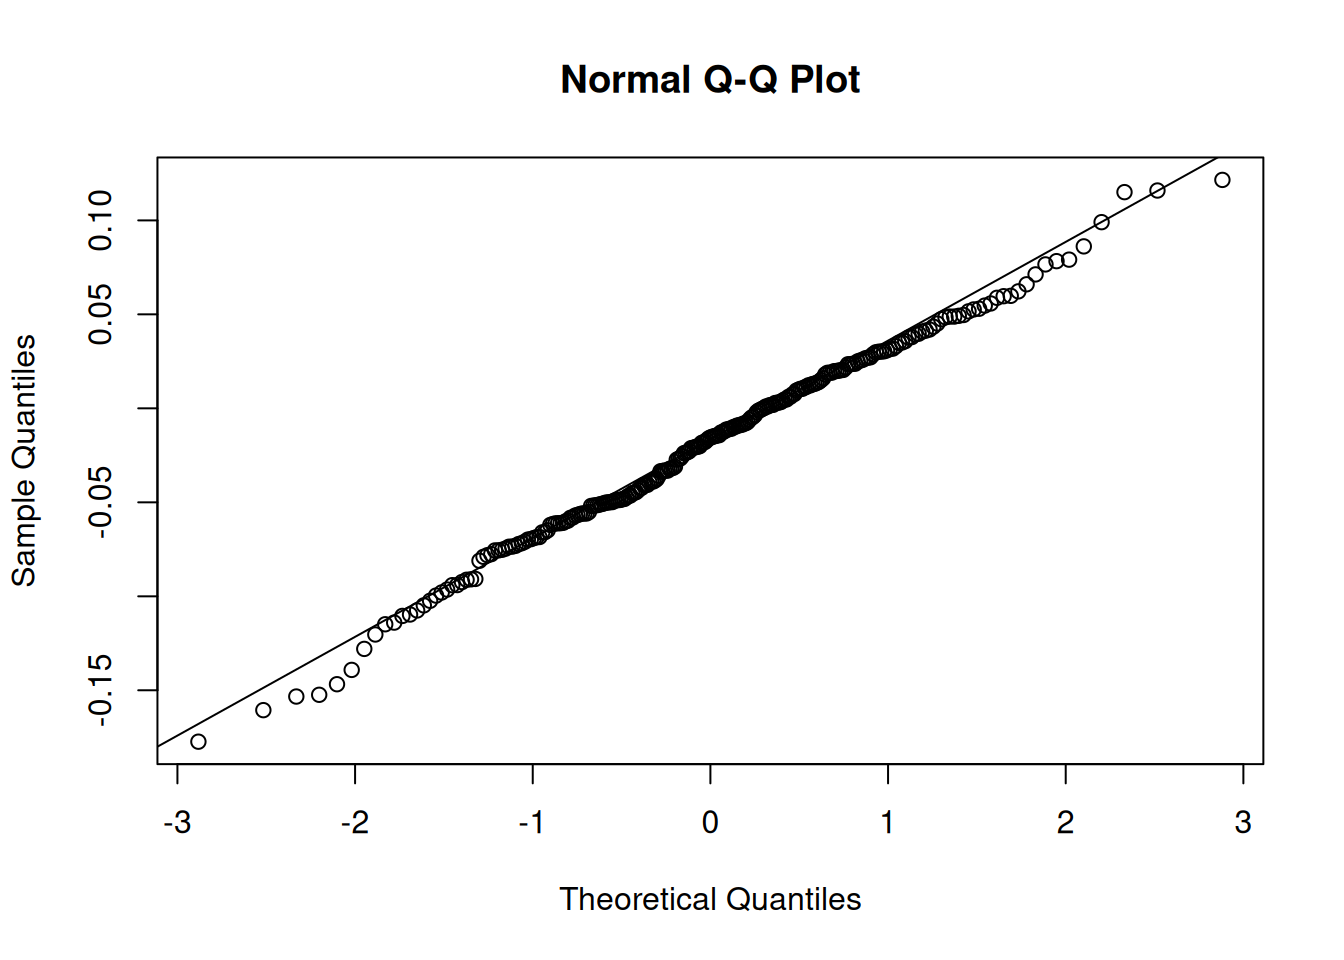 Normal Q-Q Plot
0.10
0.05
-0.05
-0.15
Sample Quantiles
-3 -2 -1 0 1 2 3
Theoretical Quantiles